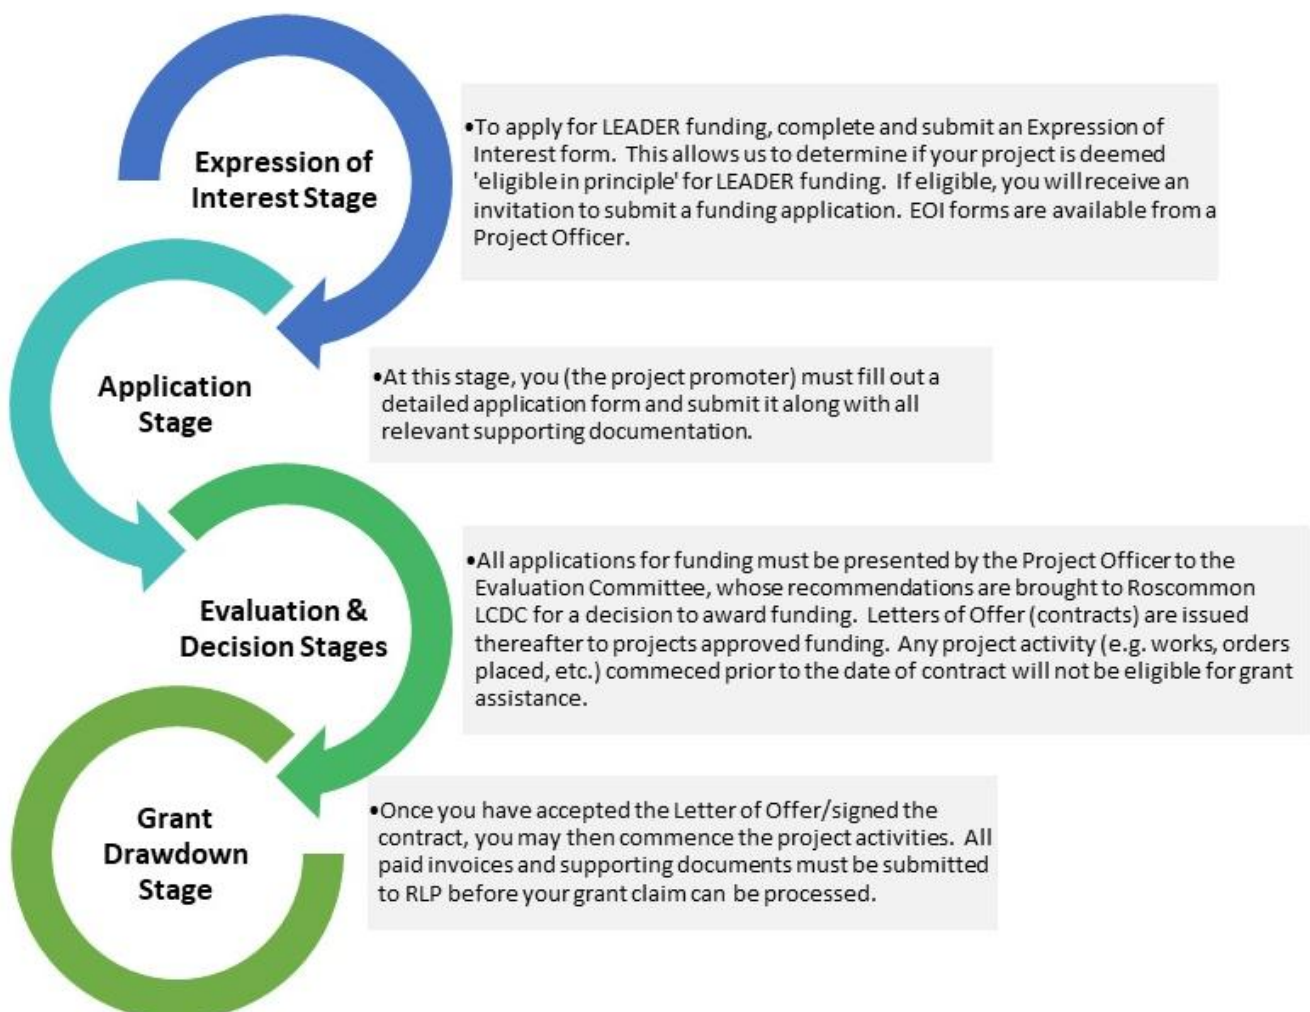 Expression of
Interest Stage
•To apply for LEADER funding, complete and submit an Expression of
Interest form.  This allows us to determine if your project is deemed
'eligible in principle' for LEADER funding.  If eligible, you will receive an
invitation to submit a funding application.  EOI forms are available from a
Project Officer.
Application
Stage
•At this stage, you (the project promoter) must fill out a
detailed application form and submit it along with all
relevant supporting documentation.
Evaluation &
Decision Stages
•All applications for funding must be presented by the Project Officer to the
Evaluation Committee, whose recommendations are brought to Roscommon
LCDC for a decision to award funding.  Letters of Offer (contracts) are issued
thereafter to projects approved funding.  Any project activity (e.g. works, orders
placed, etc.) commeced prior to the date of contract will not be eligible for grant
assistance.
Grant
Drawdown
Stage
•Once you have accepted the Letter of Offer/signed the
contract, you may then commence the project activities.  All
paid invoices and supporting documents must be submitted
to RLP before your grant claim can be processed.